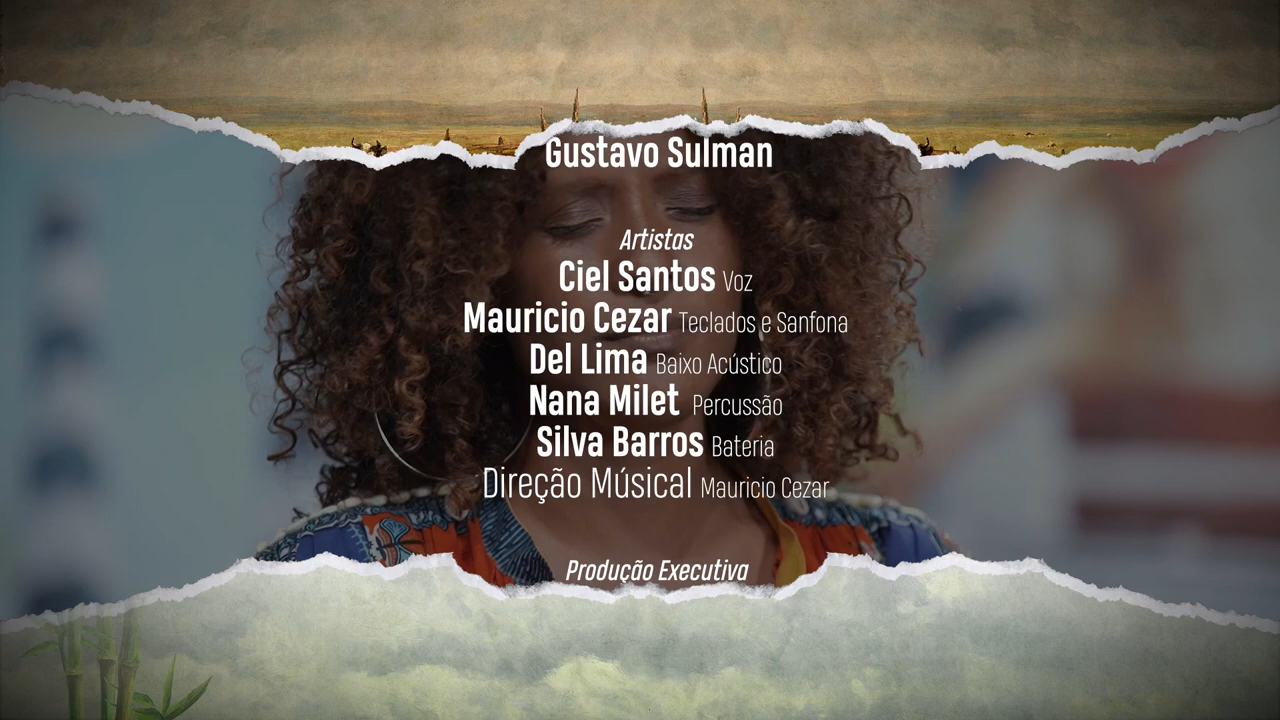 Gustavo Sulman
Artistas
Ciel Santos Voz
Mauricio Cezar Teclados e Sanfona
Del Lima Baixo Acústico
Nana Milet Percussão
Silva Barros Bateria
Direção Músical Mauricio Cezar
Produção Executiva